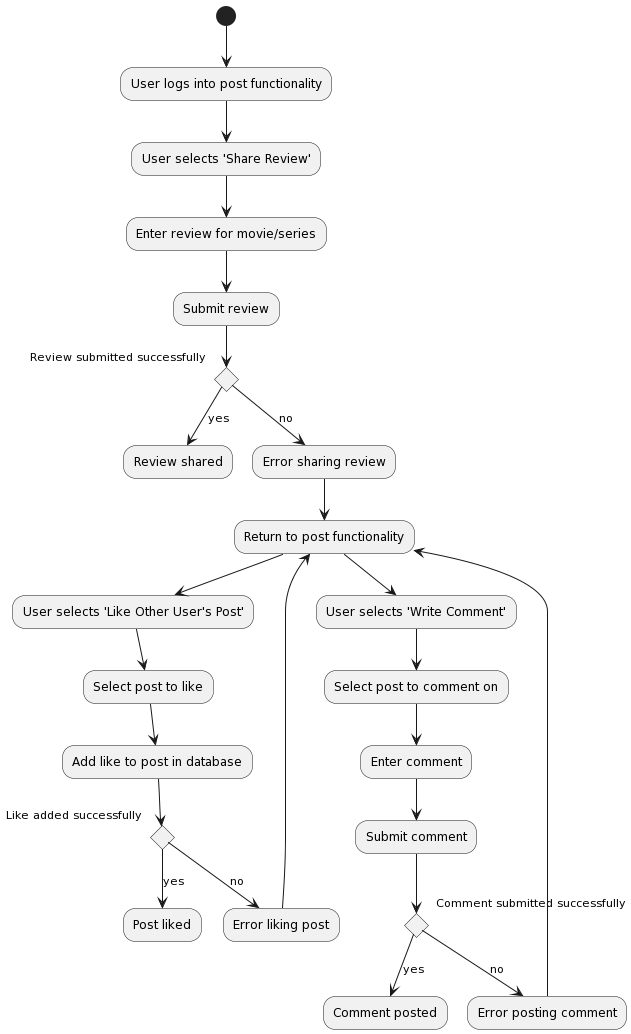 User logs into post functionality
User selects 'Share Review'
Enter review for movie/series
Submit review
Review submitted successfully
yes
no
Review shared
Error sharing review
Return to post functionality
User selects 'Like Other User's Post'
User selects 'Write Comment'
Select post to like
Select post to comment on
Add like to post in database
Enter comment
Like added successfully
Submit comment
yes
no
Comment submitted successfully
Post liked
Error liking post
yes
no
Comment posted
Error posting comment